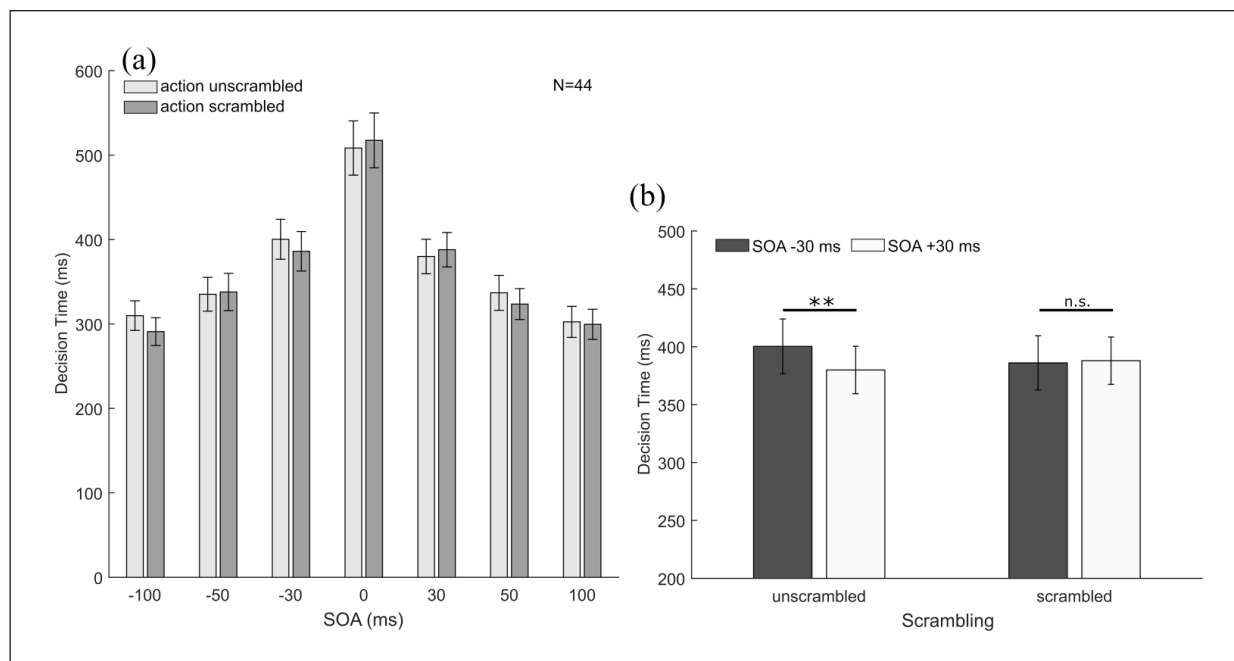 (a)
600
500
400
300
200
100
0
Decision Time (ms)
action unscrambled
action scrambled
N=44
-100 -50 -30 0 30 50 100
SOA (ms)
(b)
500
450
400
350
300
250
200
Decision Time (ms)
SOA -30 ms SOA +30 ms
** n.s.
unscrambled scrambled
Scrambling